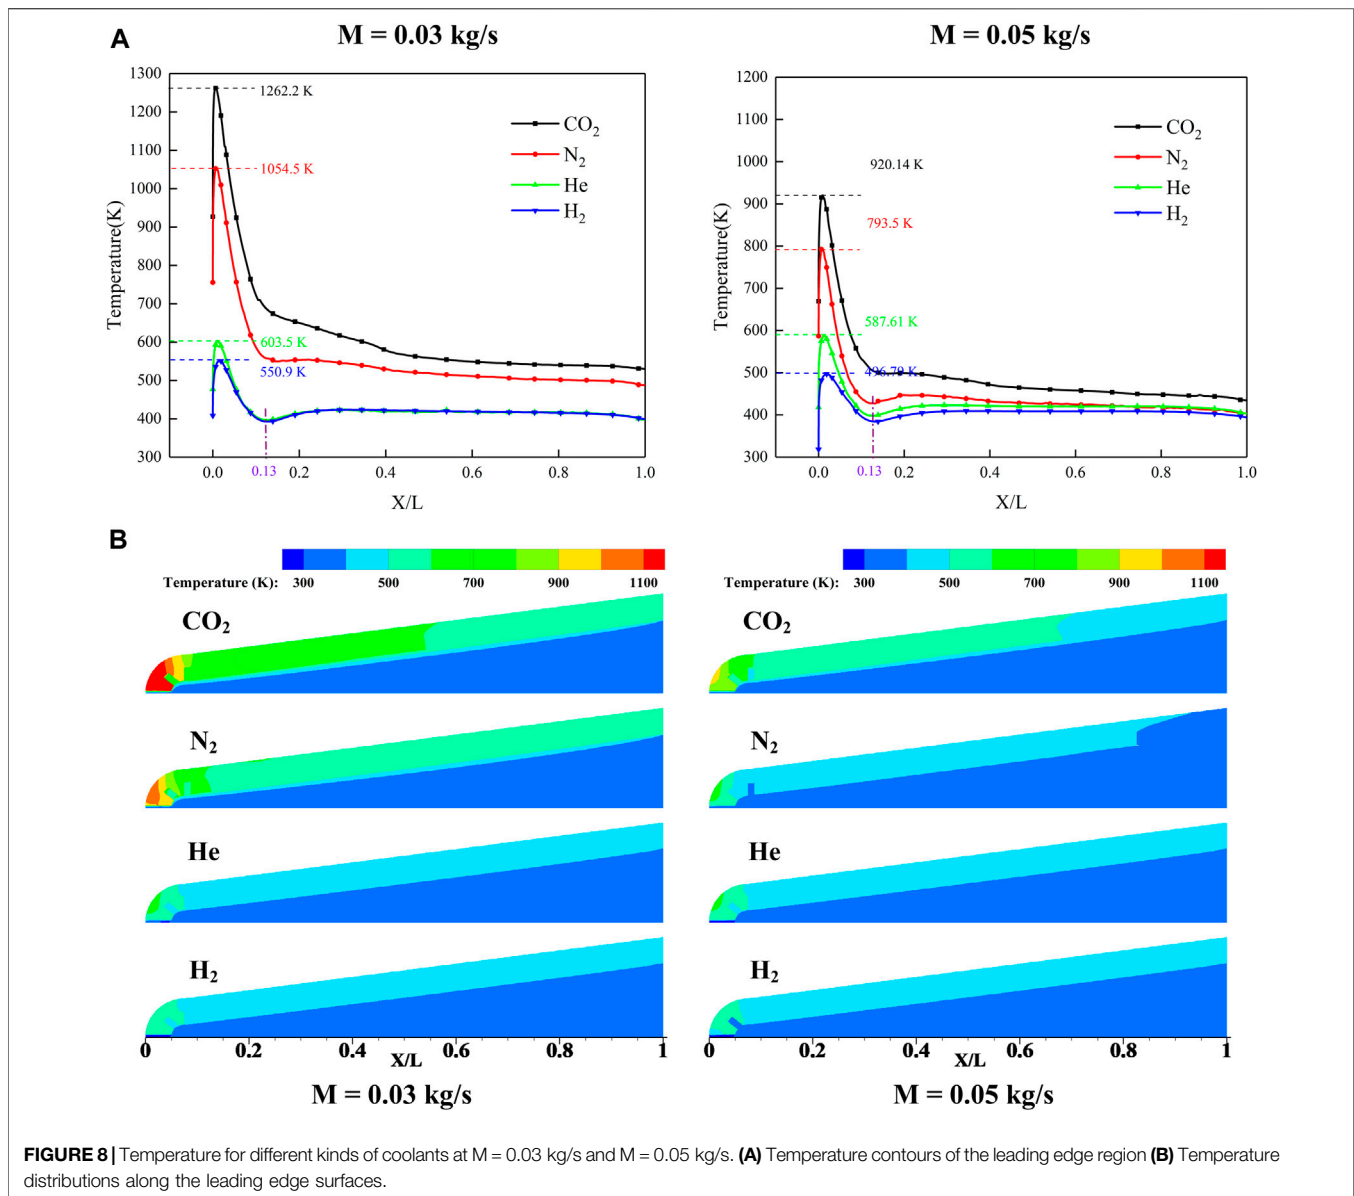 A
M = 0.03 kg/s
M = 0.05 kg/s
1300
1200
1100
1000
900
800
700
600
500
400
300
Temperature(K)
1262.2 K
1054.5 K
603.5 K
550.9 K
CO₂
N₂
He
H₂
0.0
0.13
0.2
0.4
0.6
0.8
1.0
X/L
1200
1100
1000
900
800
700
600
500
400
300
Temperature(K)
920.14 K
793.5 K
587.61 K
496.79 K
CO₂
N₂
He
H₂
0.0
0.13
0.2
0.4
0.6
0.8
1.0
X/L
B
Temperature (K): 300 500 700 900 1100
CO₂
N₂
He
H₂
0 0.2 0.4 0.6 0.8 1
X/L
M = 0.03 kg/s
Temperature (K): 300 500 700 900 1100
CO₂
N₂
He
H₂
0 0.2 0.4 0.6 0.8 1
X/L
M = 0.05 kg/s
FIGURE 8 | Temperature for different kinds of coolants at M = 0.03 kg/s and M = 0.05 kg/s. (A) Temperature contours of the leading edge region (B) Temperature
distributions along the leading edge surfaces.